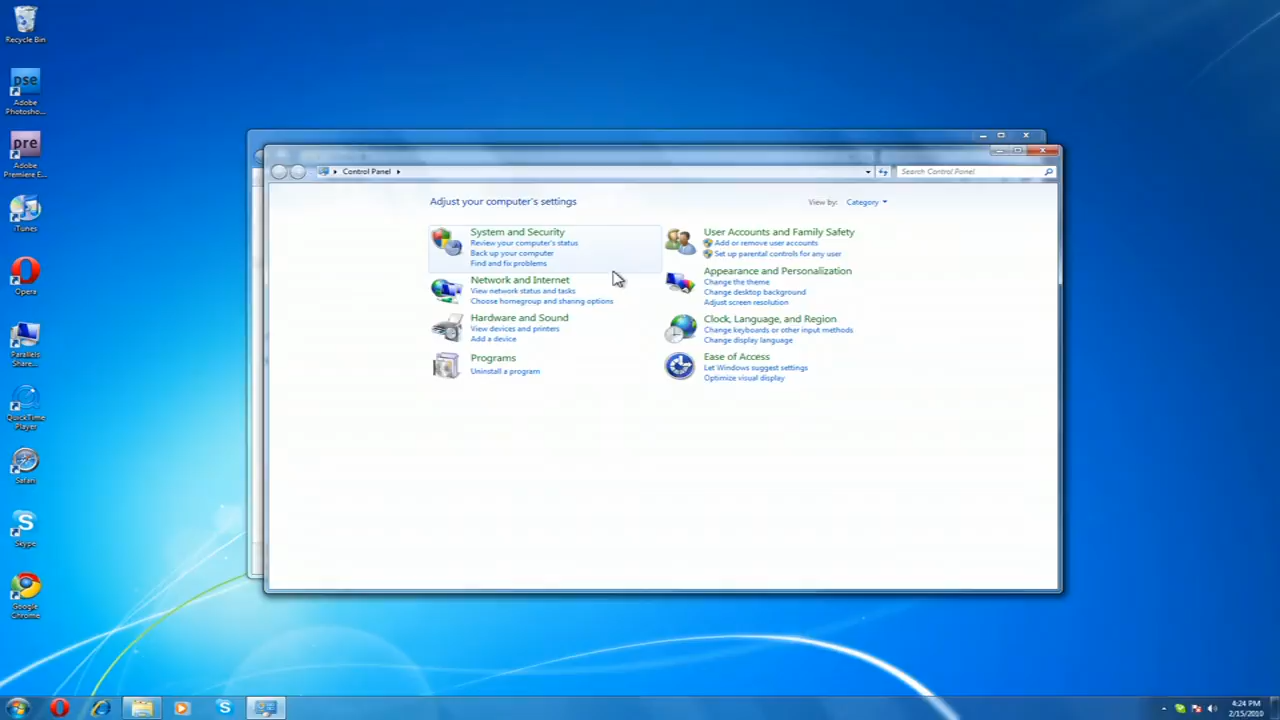 Recycle Bin
pse
Adobe
Photosho...
pre
Adobe
Premiere E...
iTunes
Opera
Parallels
Share...
QuickTime
Player
Safari
Skype
Google
Chrome
Control Panel
Search Control Panel
Adjust your computer's settings
View by: Category
System and Security
Review your computer's status
Back up your computer
Find and fix problems
Network and Internet
View network status and tasks
Choose homegroup and sharing options
Hardware and Sound
View devices and printers
Add a device
Programs
Uninstall a program
User Accounts and Family Safety
Add or remove user accounts
Set up parental controls for any user
Appearance and Personalization
Change the theme
Change desktop background
Adjust screen resolution
Clock, Language, and Region
Change keyboards or other input methods
Change display language
Ease of Access
Let Windows suggest settings
Optimize visual display
4:24 PM
2/15/2010